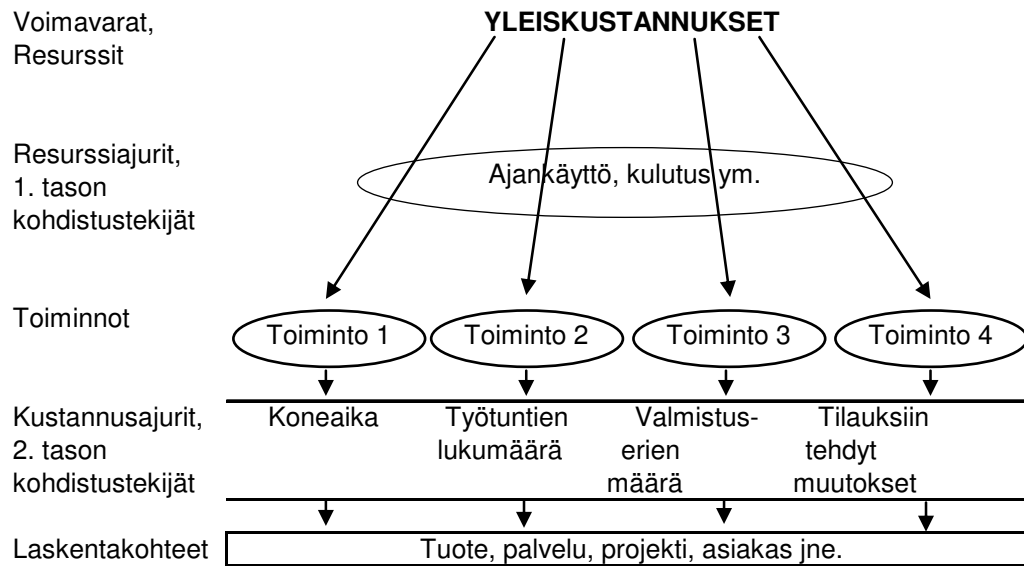 Voimavarat,
Resurssit
YLEISKUSTANNUKSET
Resurssiajurit,
1. tason
kohdistustekijät
Ajankäyttö, kulutus ym.
Toiminnot
Toiminto 1
Toiminto 2
Toiminto 3
Toiminto 4
Kustannusajurit,
2. tason
kohdistustekijät
Koneaika
Työtuntien
lukumäärä
Valmistus-
erien
määrä
Tilauksiin
tehdyt
muutokset
Laskentakohteet
Tuote, palvelu, projekti, asiakas jne.